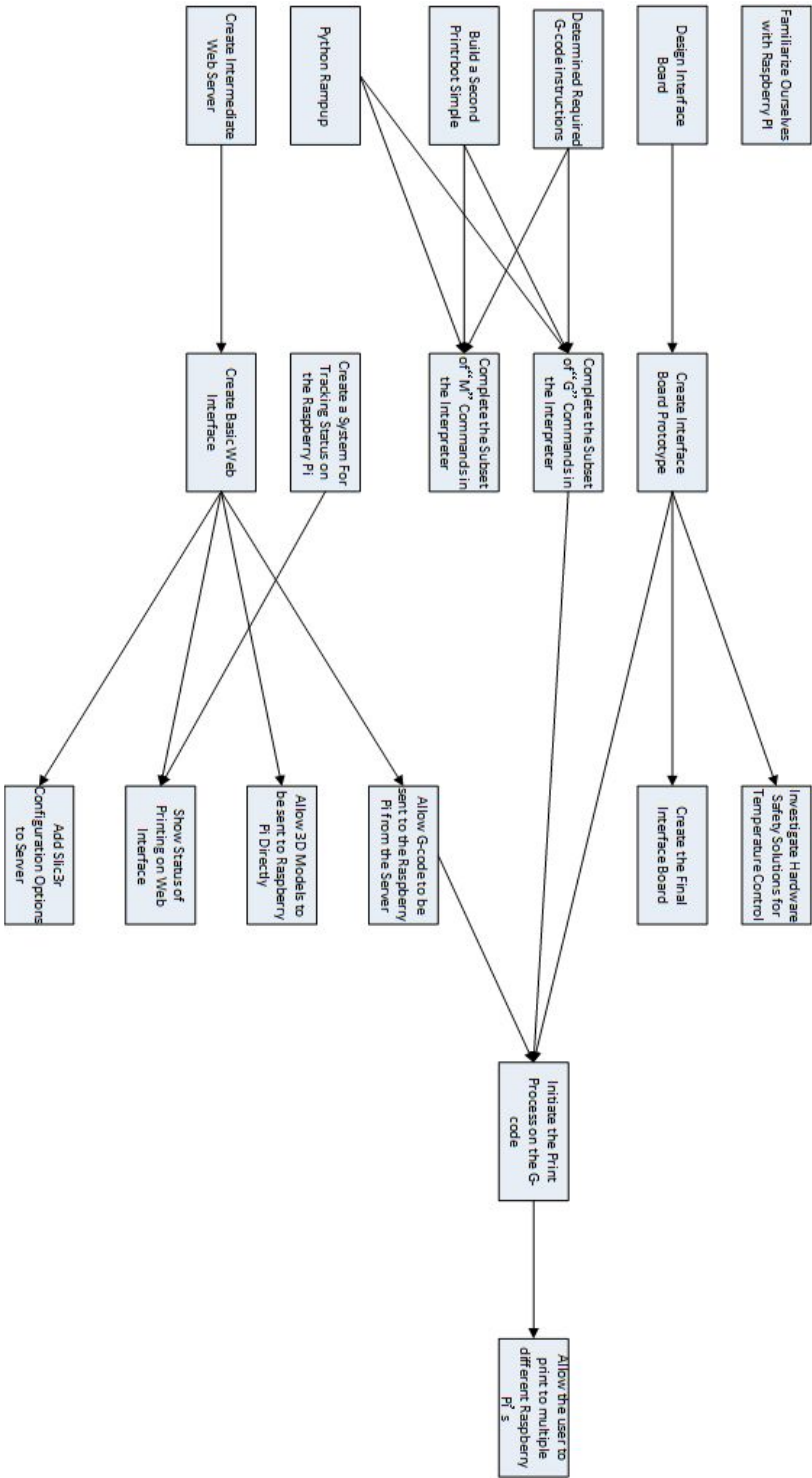 Familiarize Ourselves
with Raspberry PI
Design Interface
Board
Determined Required
G-code instructions
Build a Second
Printrbot Simple
Python Rampup
Create Intermediate
Web Server
Create Interface
Board Prototype
Complete the Subset
of “G” Commands in
the Interpreter
Complete the Subset
of “M” Commands in
the Interpreter
Create a System For
Tracking Status on
the Raspberry Pi
Create Basic Web
Interface
Investigate Hardware
Safety Solutions for
Temperature Control
Create the Final
Interface Board
Allow G-code to be
sent to the Raspberry
Pi from the Server
Allow 3D Models to
be sent to Raspberry
Pi Directly
Show Status of
Printing on Web
Interface
Add Slic3r
Configuration Options
to Server
Initiate the Print
Process on the G-
code
Allow the user to
print to multiple
different Raspberry
Pi’s